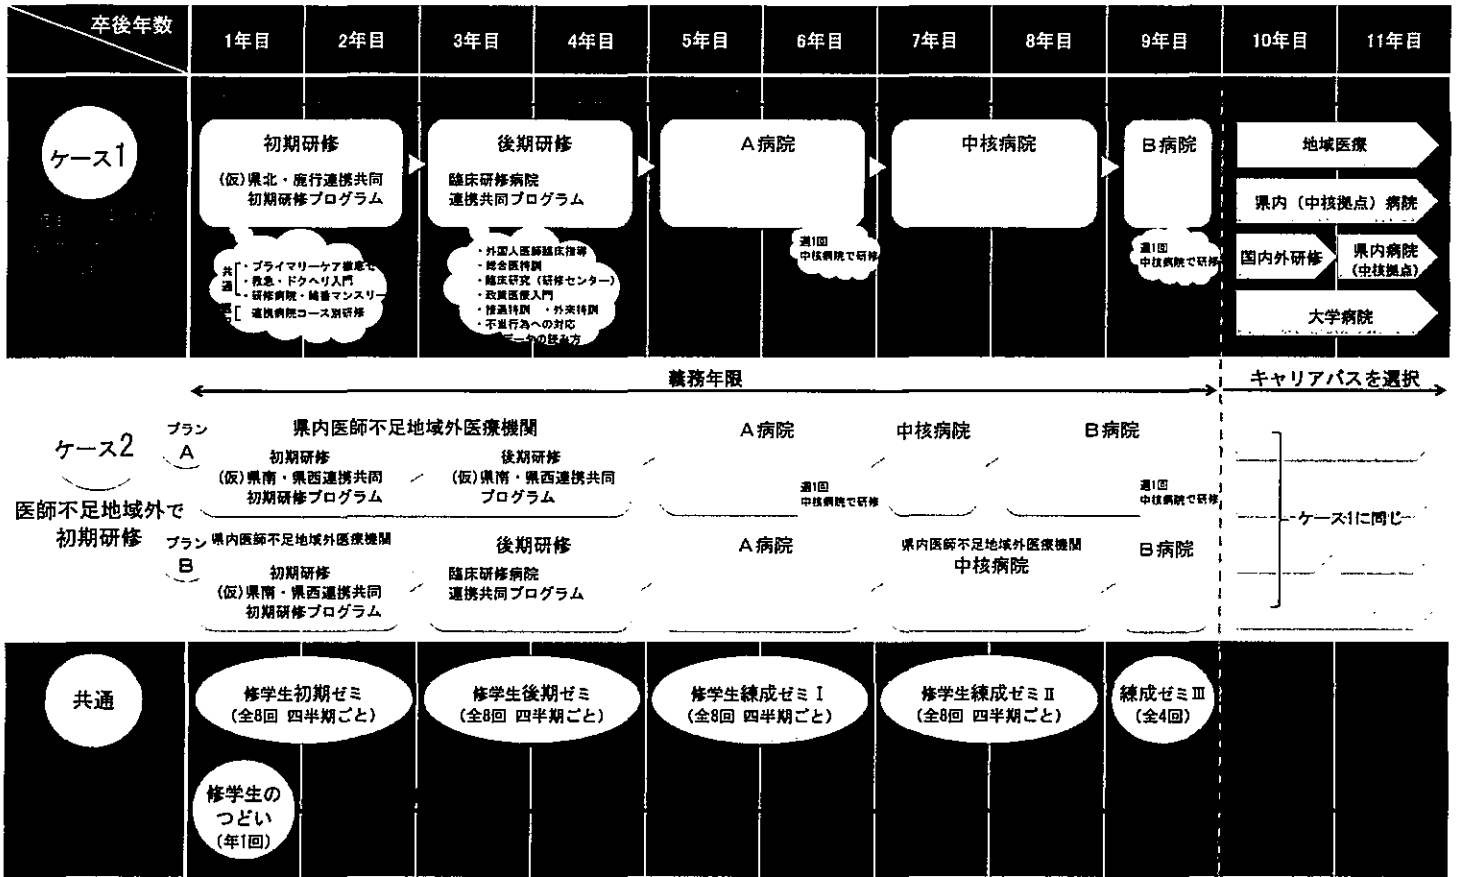 卒後年数
1年目 2年目 3年目 4年目 5年目 6年目 7年目 8年目 9年目 10年目 11年目
ケース1
初期研修
(仮)県北・鹿行連携共同
初期研修プログラム
後期研修
臨床研修病院
連携共同プログラム
A病院
中核病院
B病院
地域医療
県内(中核拠点)病院
国内外研修
県内病院
(中核拠点)
大学病院
共通
・プライマリーケア
・救急・ドクヘリ入門
・研修病院・輪番マンスリー
連携病院コース別研修
・外国人医師臨床指導
・総合医特訓
・臨床研究(研修センター)
・政策医療入門
・接遇特訓 ・外来特訓
・不当行為への対応
データの読み方
週1回
中核病院で研修
週1回
中核病院で研修
義務年限
キャリアパスを選択
ケース2
医師不足地域外で
初期研修
プラン
A
県内医師不足地域外医療機関
初期研修
(仮)県南・県西連携共同
初期研修プログラム
後期研修
(仮)県南・県西連携共同
プログラム
A病院
週1回
中核病院で研修
中核病院
B病院
週1回
中核病院で研修
ケース1に同じ
プラン
B
県内医師不足地域外医療機関
初期研修
(仮)県南・県西連携共同
初期研修プログラム
後期研修
臨床研修病院
連携共同プログラム
A病院
県内医師不足地域外医療機関
中核病院
B病院
共通
修学生初期ゼミ
(全8回 四半期ごと)
修学生後期ゼミ
(全8回 四半期ごと)
修学生練成ゼミⅠ
(全8回 四半期ごと)
修学生練成ゼミⅡ
(全8回 四半期ごと)
練成ゼミⅢ
(全4回)
修学生の
つどい
(年1回)